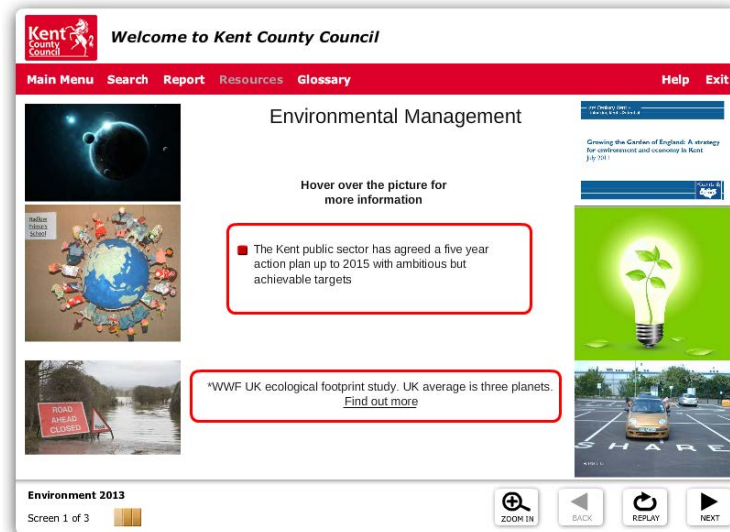 Kent
County
Council
Welcome to Kent County Council
Main Menu Search Report Resources Glossary Help Exit
Environmental Management
Hover over the picture for
more information
The Kent public sector has agreed a five year
action plan up to 2015 with ambitious but
achievable targets
*WWF UK ecological footprint study. UK average is three planets.
Find out more
Hadlow
Primary
School
ROAD
AHEAD
CLOSED
Growing the Garden of England: A strategy
for environment and economy in Kent
July 2011
SHARE
Environment 2013
Screen 1 of 3
ZOOM IN
BACK
REPLAY
NEXT